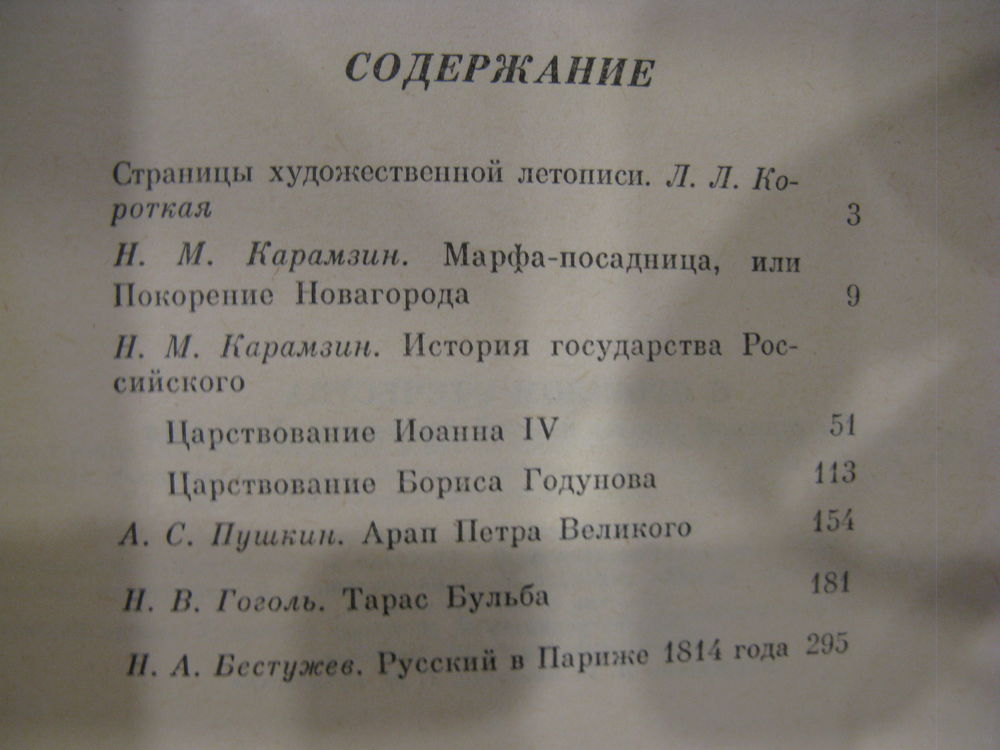 СОДЕРЖАНИЕ
Страницы художественной летописи. Л. Л. Ко-
роткая 3
Н. М. Карамзин. Марфа-посадница, или
Покорение Новагорода 9
Н. М. Карамзин. История государства Рос-
сийского
Царствование Иоанна IV 51
Царствование Бориса Годунова 113
А. С. Пушкин. Арап Петра Великого 154
Н. В. Гоголь. Тарас Бульба 181
Н. А. Бестужев. Русский в Париже 1814 года 295